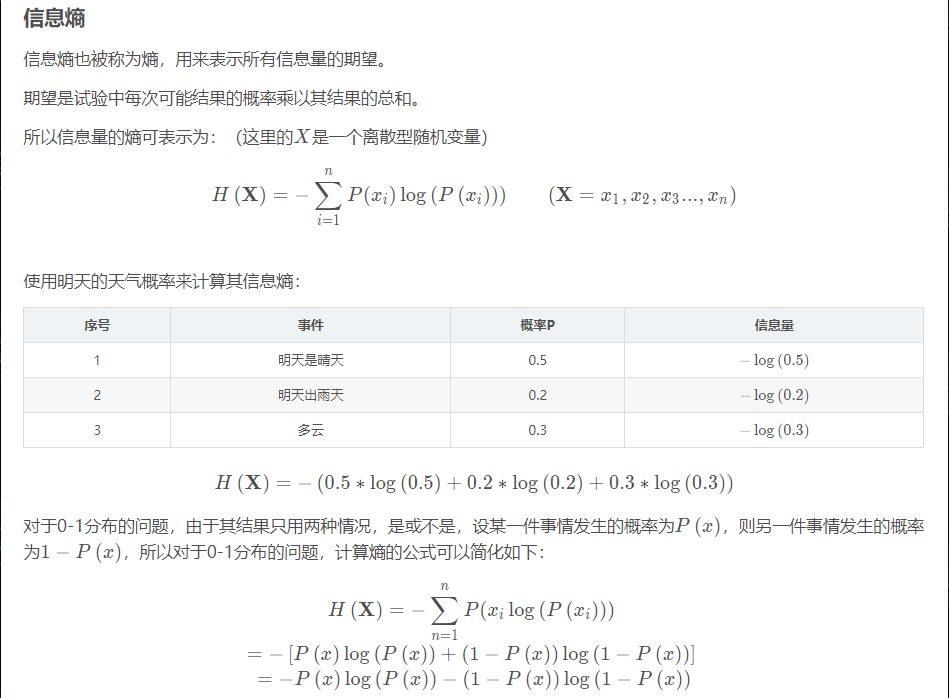 信息熵
信息熵也被称为熵，用来表示所有信息量的期望。
期望是试验中每次可能结果的概率乘以其结果的总和。
所以信息量的熵可表示为：（这里的X是一个离散型随机变量）
H (X) = − ∑_{i=1}^{n} P(x_i) log (P (x_i))) (X = x_1, x_2, x_3..., x_n)
使用明天的天气概率来计算其信息熵：
序号 事件 概率P 信息量
1 明天是晴天 0.5 − log (0.5)
2 明天出雨天 0.2 − log (0.2)
3 多云 0.3 − log (0.3)
H (X) = − (0.5 ∗ log (0.5) + 0.2 ∗ log (0.2) + 0.3 ∗ log (0.3))
对于0-1分布的问题，由于其结果只用两种情况，是或不是，设某一件事情发生的概率为P (x)，则另一件事情发生的概率
为1 − P (x)，所以对于0-1分布的问题，计算熵的公式可以简化如下：
H (X) = − ∑_{n=1}^{n} P(x_i log (P (x_i)))
= − [P (x) log (P (x)) + (1 − P (x)) log (1 − P (x))]
= −P (x) log (P (x)) − (1 − P (x)) log (1 − P (x))